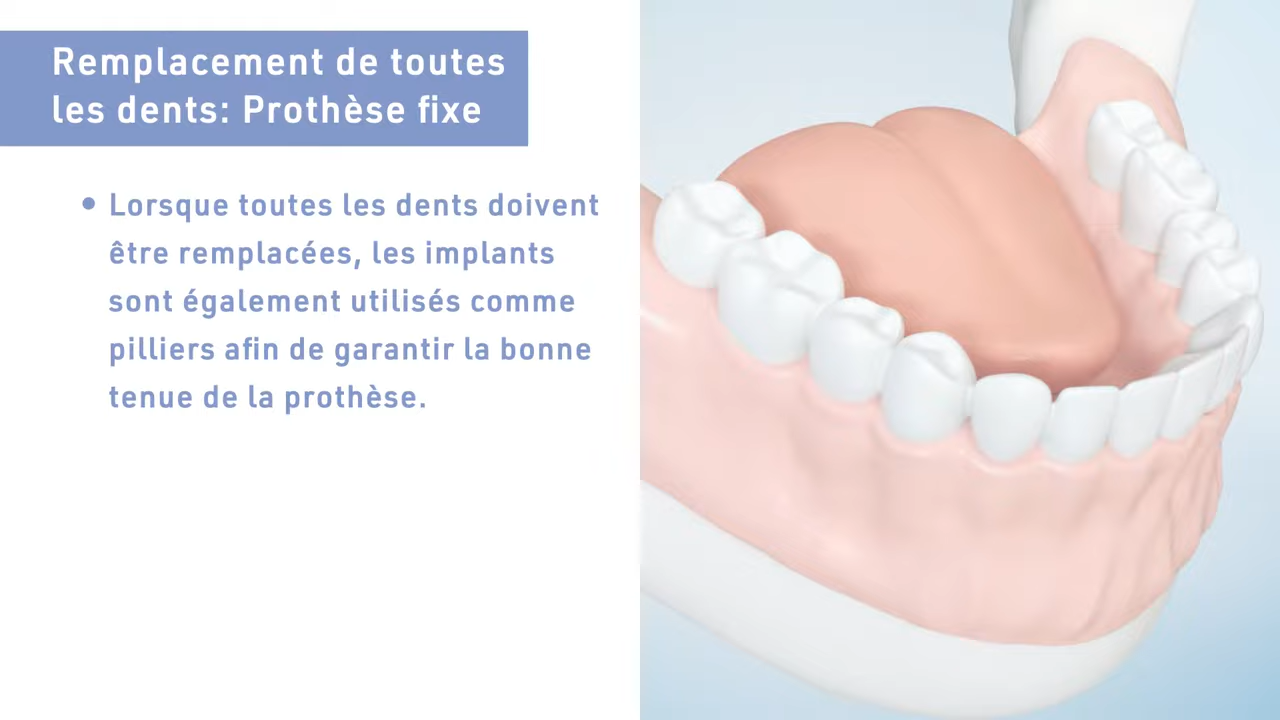 Remplacement de toutes
les dents: Prothèse fixe
• Lorsque toutes les dents doivent
être remplacées, les implants
sont également utilisés comme
pilliers afin de garantir la bonne
tenue de la prothèse.